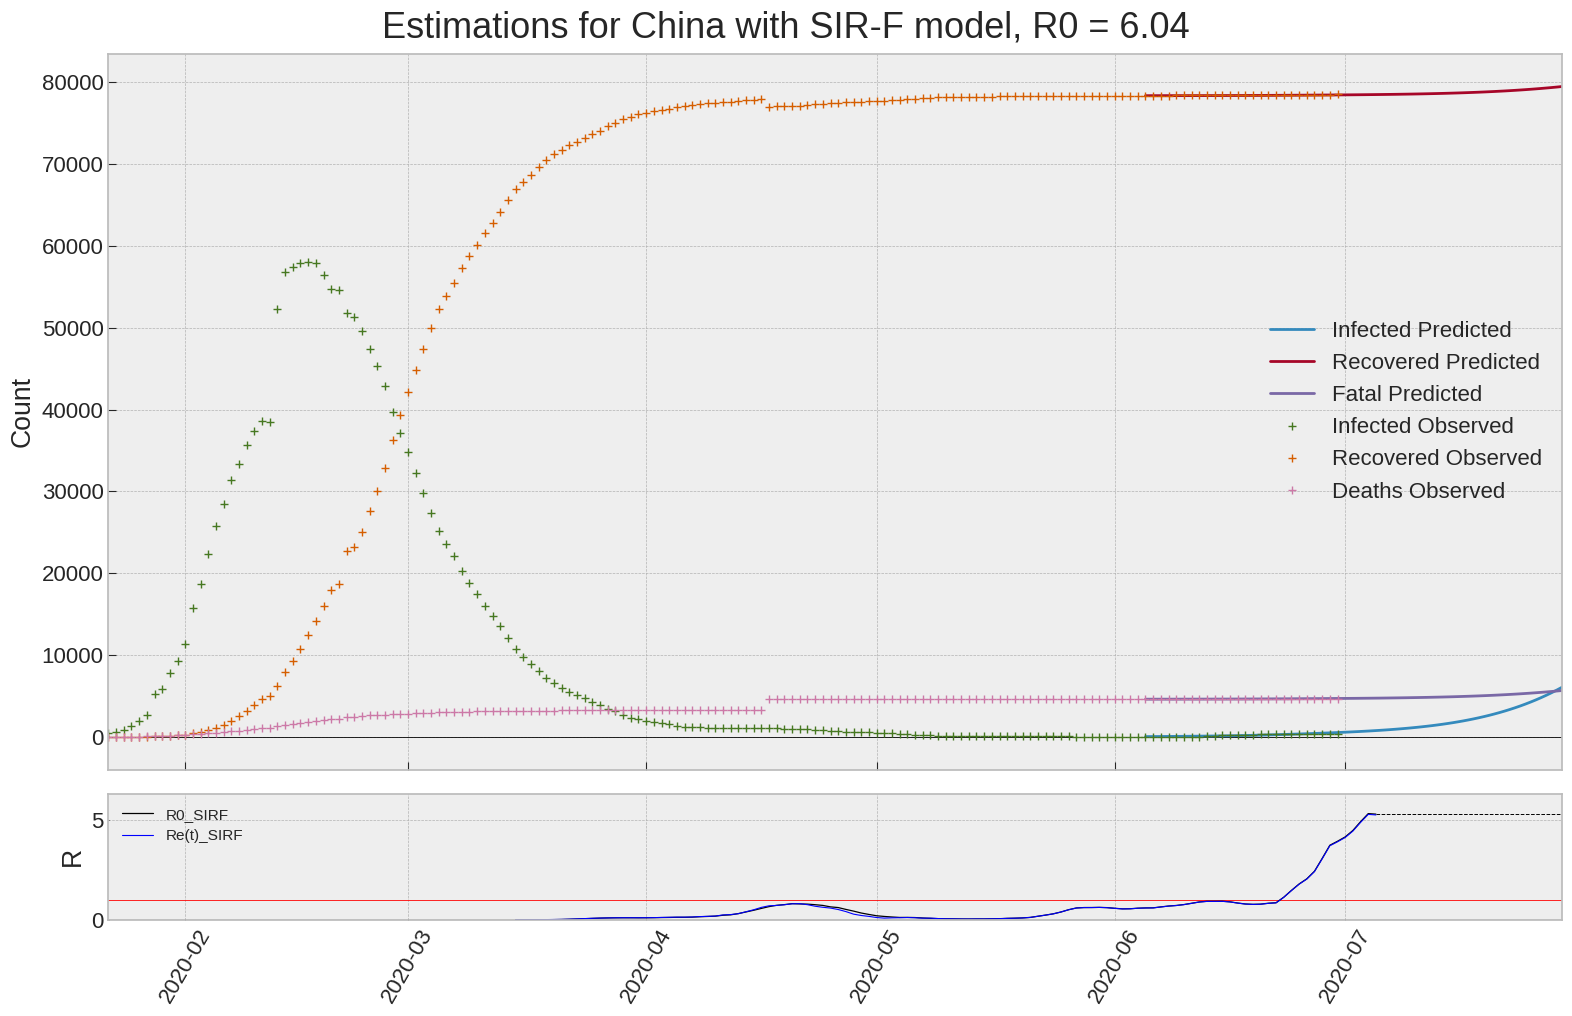 Estimations for China with SIR-F model, R0 = 6.04
Count
80000
70000
60000
50000
40000
30000
20000
10000
0
Infected Predicted
Recovered Predicted
Fatal Predicted
Infected Observed
Recovered Observed
Deaths Observed
R
5
0
R0_SIRF
Re(t)_SIRF
2020-02
2020-03
2020-04
2020-05
2020-06
2020-07